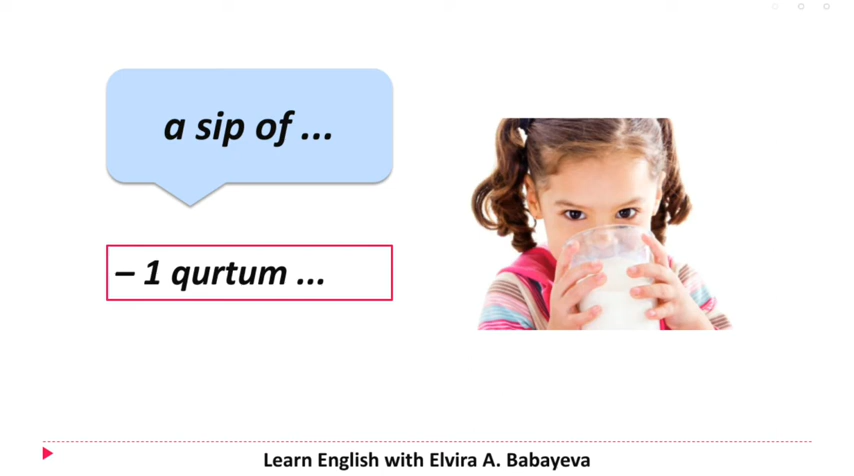 a sip of ...
– 1 qurtum ...
Learn English with Elvira A. Babayeva